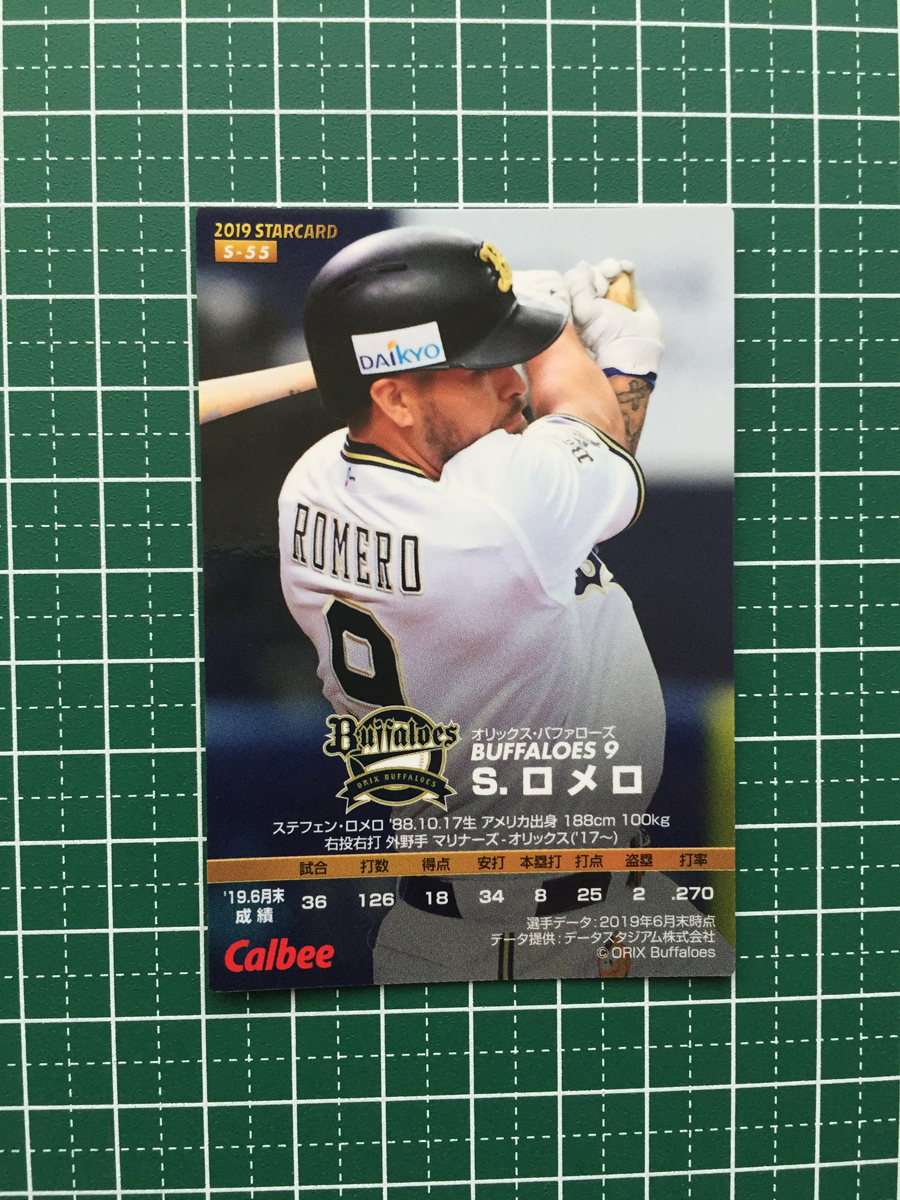 2019 STARCARD
S-55
DAiKYO
ROMERO
9
Buffaloes
ORIX BUFFALOES
オリックス・バファローズ
BUFFALOES 9
S.ロメロ
ステフェン・ロメロ '88.10.17生 アメリカ出身 188cm 100kg
右投右打 外野手 マリナーズ-オリックス('17〜)
試合 打数 得点 安打 本塁打 打点 盗塁 打率
'19.6月末成績 36 126 18 34 8 25 2 .270
選手データ:2019年6月末時点
データ提供:データスタジアム株式会社
© ORIX Buffaloes
Calbee